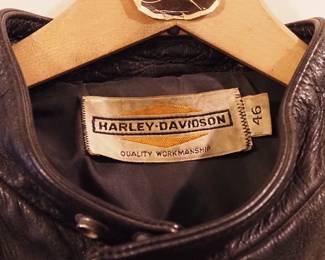 HARLEY-DAVIDSON
QUALITY WORKMANSHIP
46